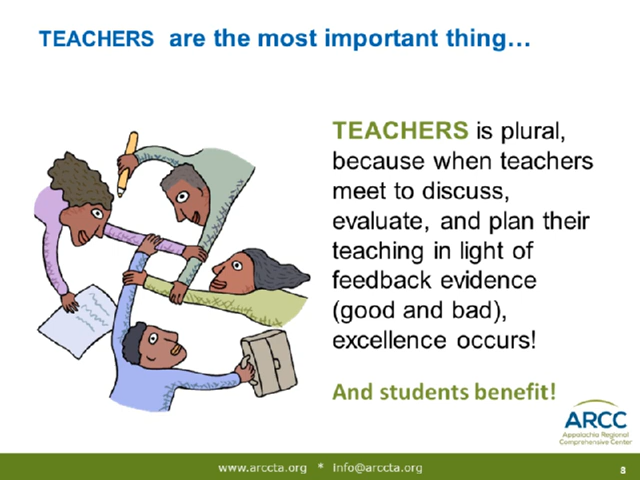 TEACHERS are the most important thing…
TEACHERS is plural,
because when teachers
meet to discuss,
evaluate, and plan their
teaching in light of
feedback evidence
(good and bad),
excellence occurs!
And students benefit!
ARCC
Appalachia Regional
Comprehensive Center
www.arccta.org * Info@arccta.org
8